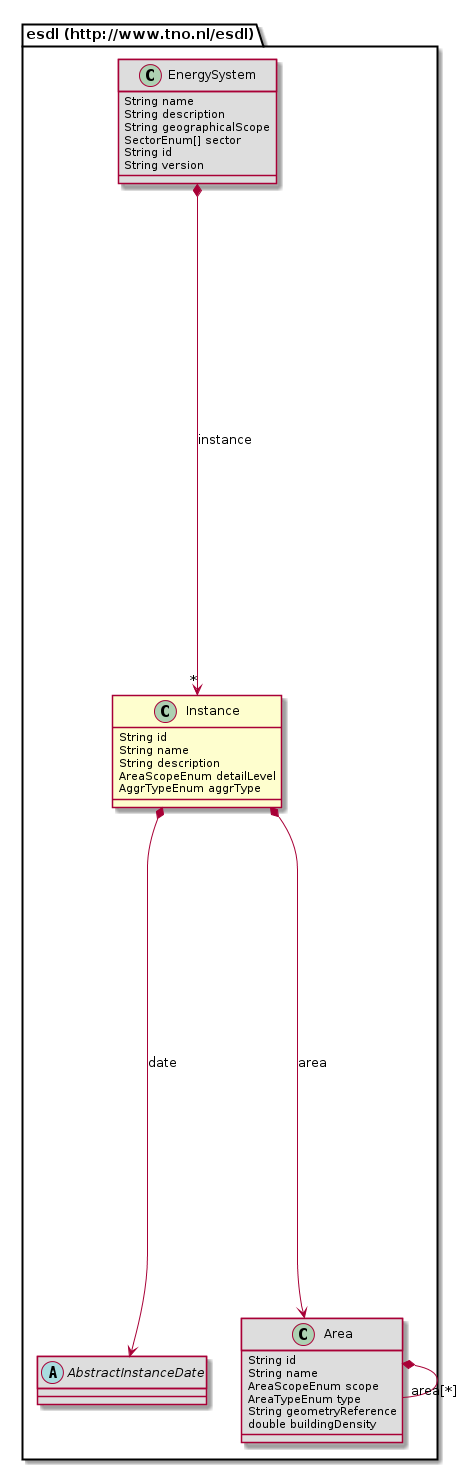 esdl (http://www.tno.nl/esdl)
C EnergySystem
String name
String description
String geographicalScope
SectorEnum[] sector
String id
String version
instance
*
C Instance
String id
String name
String description
AreaScopeEnum detailLevel
AggrTypeEnum aggrType
date
area
A AbstractInstanceDate
C Area
String id
String name
AreaScopeEnum scope
AreaTypeEnum type
String geometryReference
double buildingDensity
area[*]